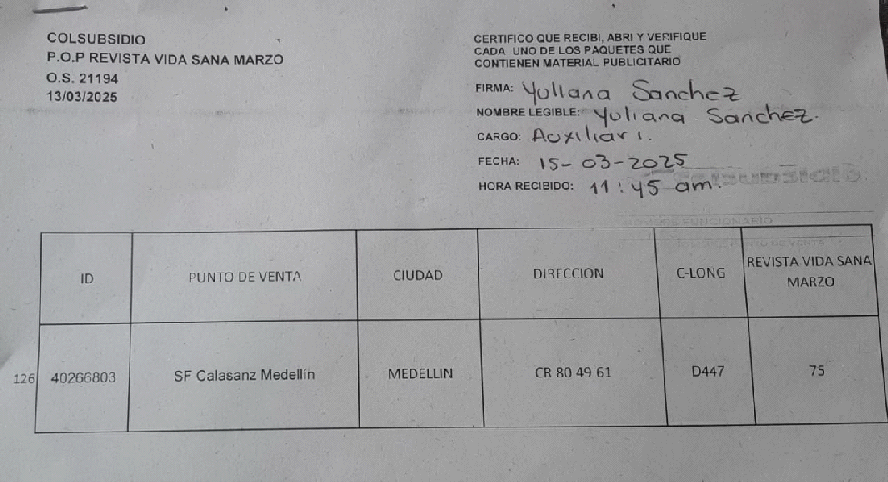 COLSUBSIDIO
P.O.P REVISTA VIDA SANA MARZO
O.S. 21194
13/03/2025
CERTIFICO QUE RECIBI, ABRI Y VERIFIQUE
CADA UNO DE LOS PAQUETES QUE
CONTIENEN MATERIAL PUBLICITARIO
FIRMA: Yuliana Sanchez
NOMBRE LEGIBLE: Yuliana Sanchez.
CARGO: Auxiliar 1.
FECHA: 15-03-2025
HORA RECIBIDO: 11:45 am.
ID PUNTO DE VENTA CIUDAD DIRECCION C-LONG REVISTA VIDA SANA
MARZO
126 40266803 SF Calasanz Medellin MEDELLIN CR 80 49 61 D447 75